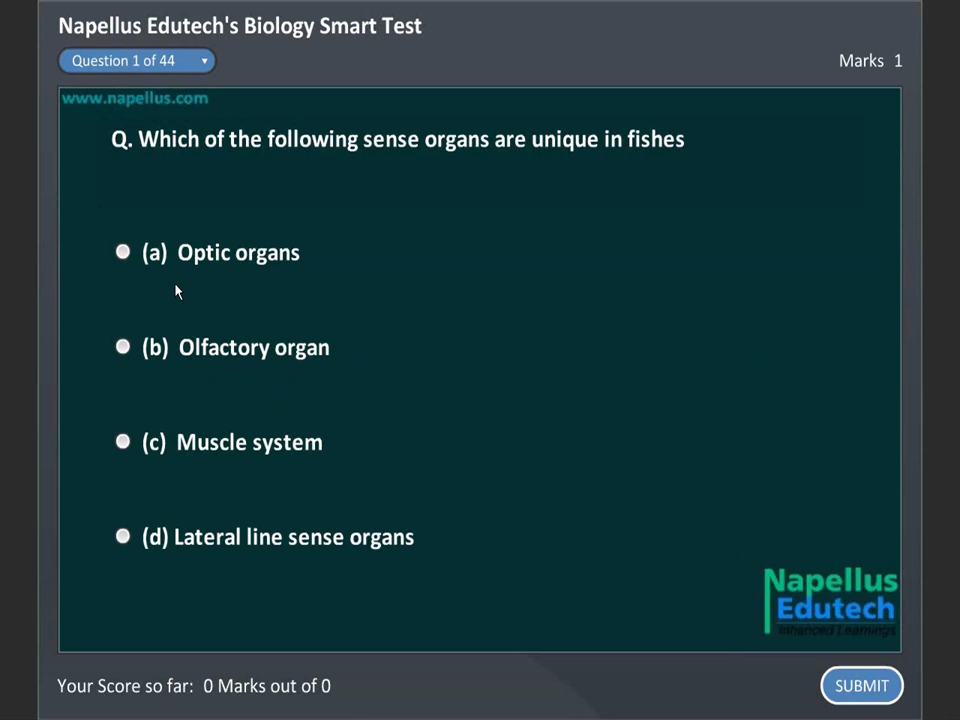 Napellus Edutech's Biology Smart Test
Question 1 of 44
Marks 1
www.napellus.com
Q. Which of the following sense organs are unique in fishes
(a) Optic organs
(b) Olfactory organ
(c) Muscle system
(d) Lateral line sense organs
Napellus
Edutech
Enhanced Learnings
Your Score so far: 0 Marks out of 0
SUBMIT